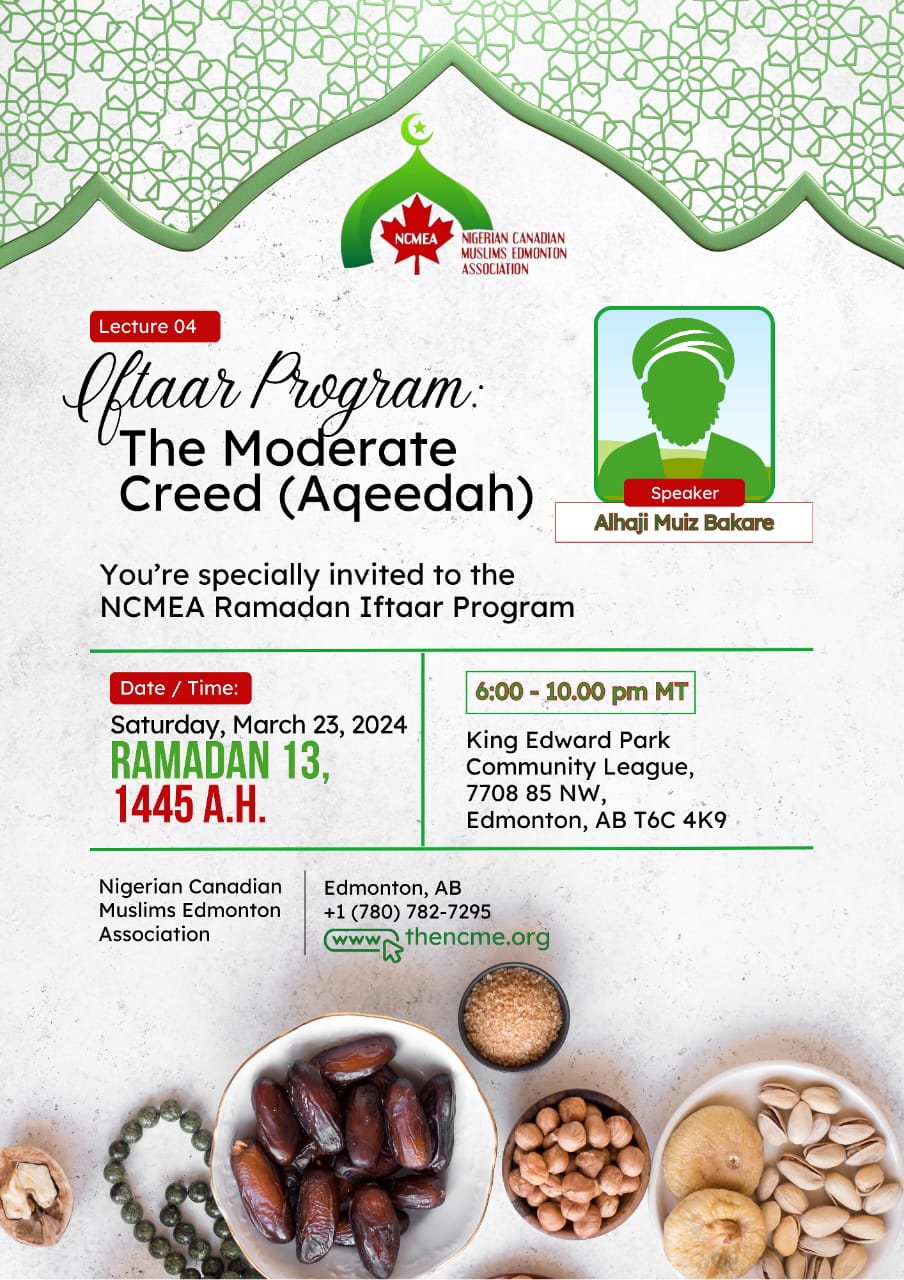 NCMEA
NIGERIAN CANADIAN
MUSLIMS EDMONTON
ASSOCIATION
Lecture 04
Iftaar Program:
The Moderate
Creed (Aqeedah)
Speaker
Alhaji Muiz Bakare
You’re specially invited to the
NCMEA Ramadan Iftaar Program
Date / Time:
Saturday, March 23, 2024
RAMADAN 13,
1445 A.H.
6:00 - 10.00 pm MT
King Edward Park
Community League,
7708 85 NW,
Edmonton, AB T6C 4K9
Nigerian Canadian
Muslims Edmonton
Association
Edmonton, AB
+1 (780) 782-7295
www thencme.org